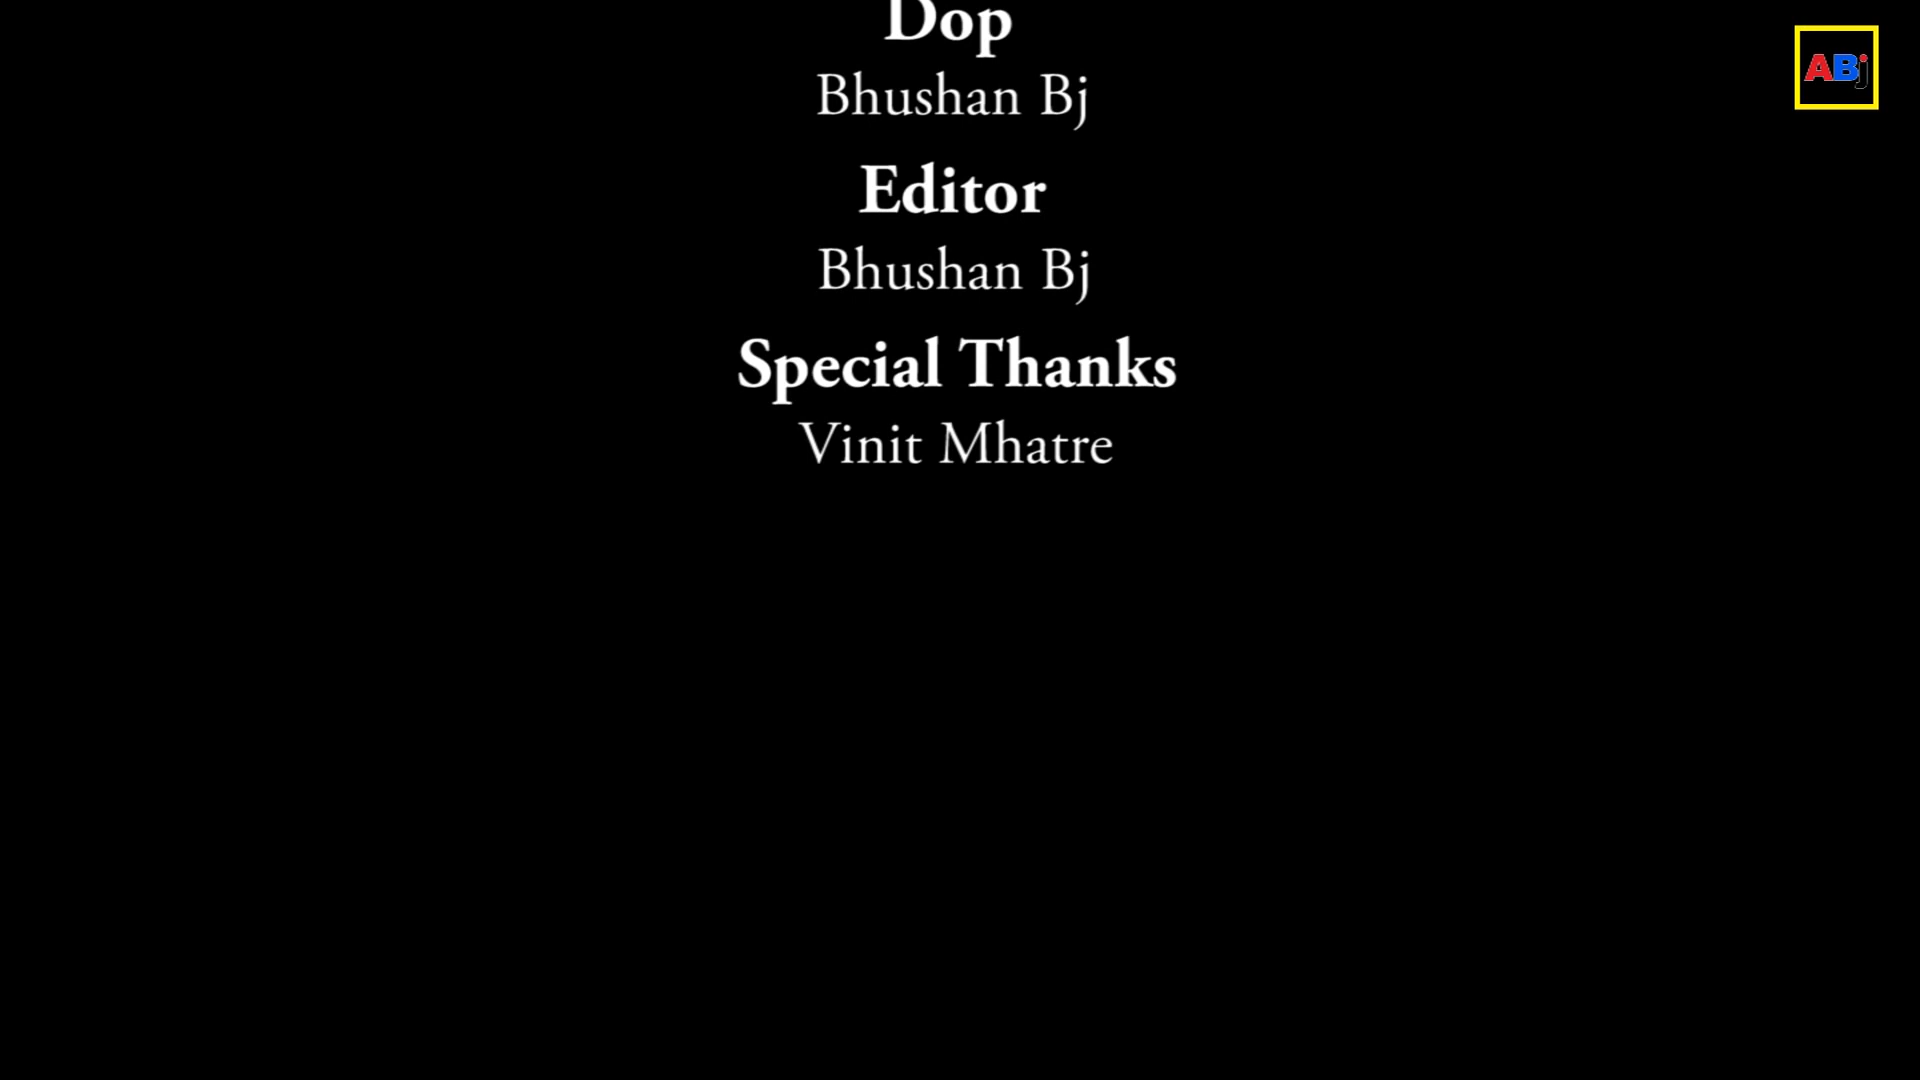 Dop
ABj
Bhushan Bj
Editor
Bhushan Bj
Special Thanks
Vinit Mhatre